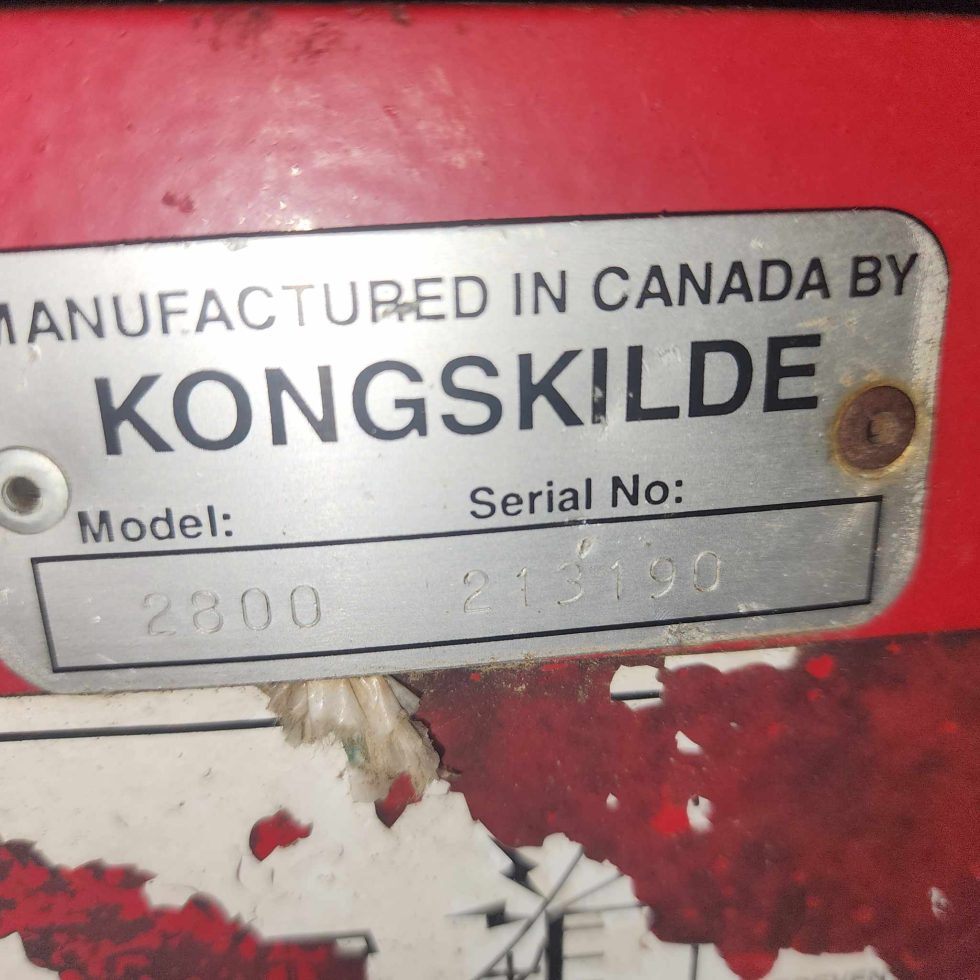 MANUFACTURED IN CANADA BY
KONGSKILDE
Model: Serial No:
2800 213190